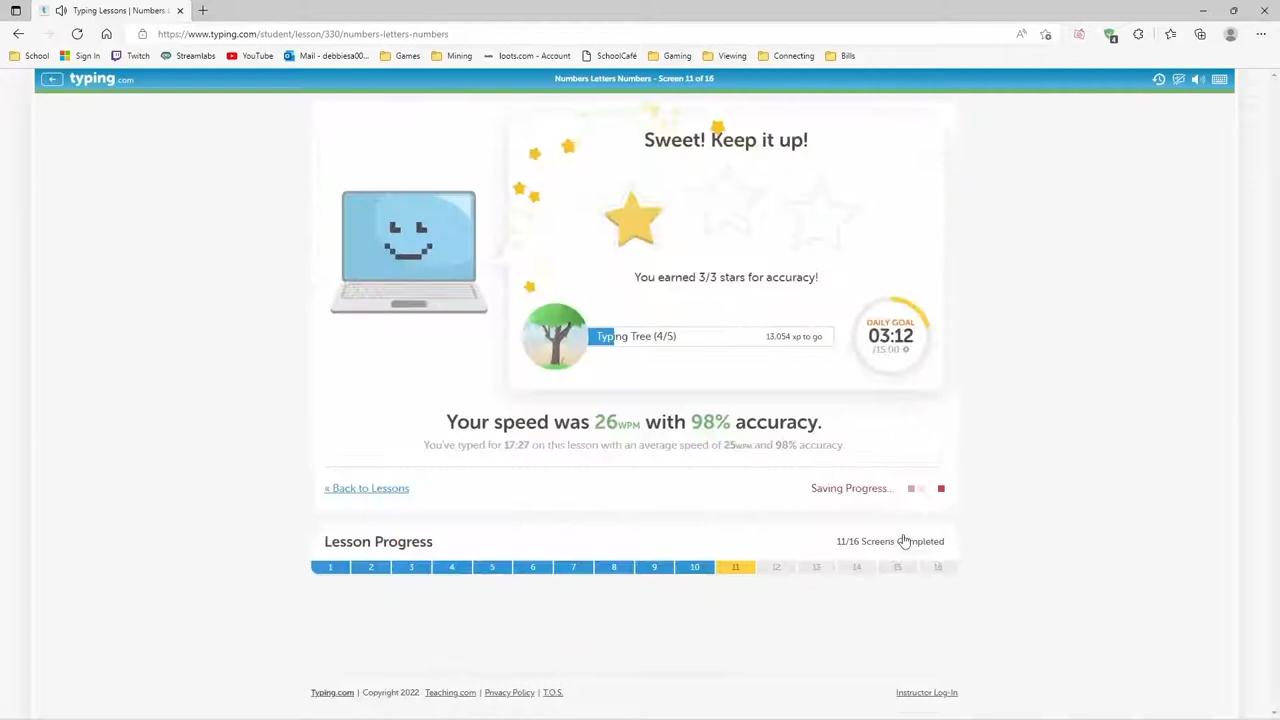 Typing Lessons | Numbers L
https://www.typing.com/student/lesson/330/numbers-letters-numbers
School Sign In Twitch Streamlabs YouTube Mail - debbiesa00... Games Mining loots.com - Account SchoolCafé Gaming Viewing Connecting Bills
typing.com Numbers Letters Numbers - Screen 11 of 16
Sweet! Keep it up!
You earned 3/3 stars for accuracy!
Typing Tree (4/5) 13,054 xp to go
DAILY GOAL
03:12
/15:00
Your speed was 26WPM with 98% accuracy.
You've typed for 17:27 on this lesson with an average speed of 25WPM and 98% accuracy.
« Back to Lessons Saving Progress...
Lesson Progress 11/16 Screens Completed
1 2 3 4 5 6 7 8 9 10 11 12 13 14 15 16
Typing.com | Copyright 2022 Teaching.com | Privacy Policy | T.O.S. Instructor Log-In